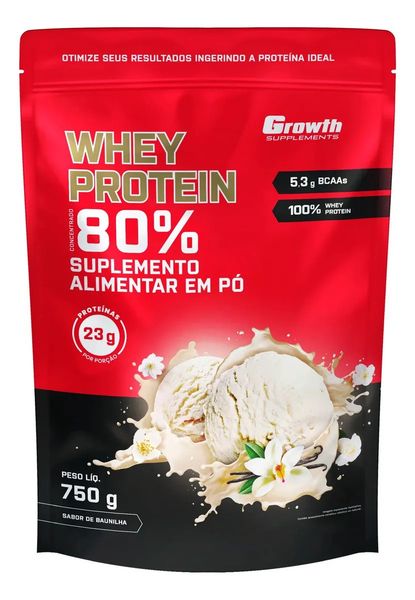 OTIMIZE SEUS RESULTADOS INGERINDO A PROTEÍNA IDEAL
Growth
SUPPLEMENTS
WHEY
PROTEIN
CONCENTRADO
80%
5,3 g BCAAs
100% WHEY
PROTEIN
SUPLEMENTO
ALIMENTAR EM PÓ
PROTEÍNAS
23g
POR PORÇÃO
PESO LÍQ.
750 g
SABOR DE BAUNILHA